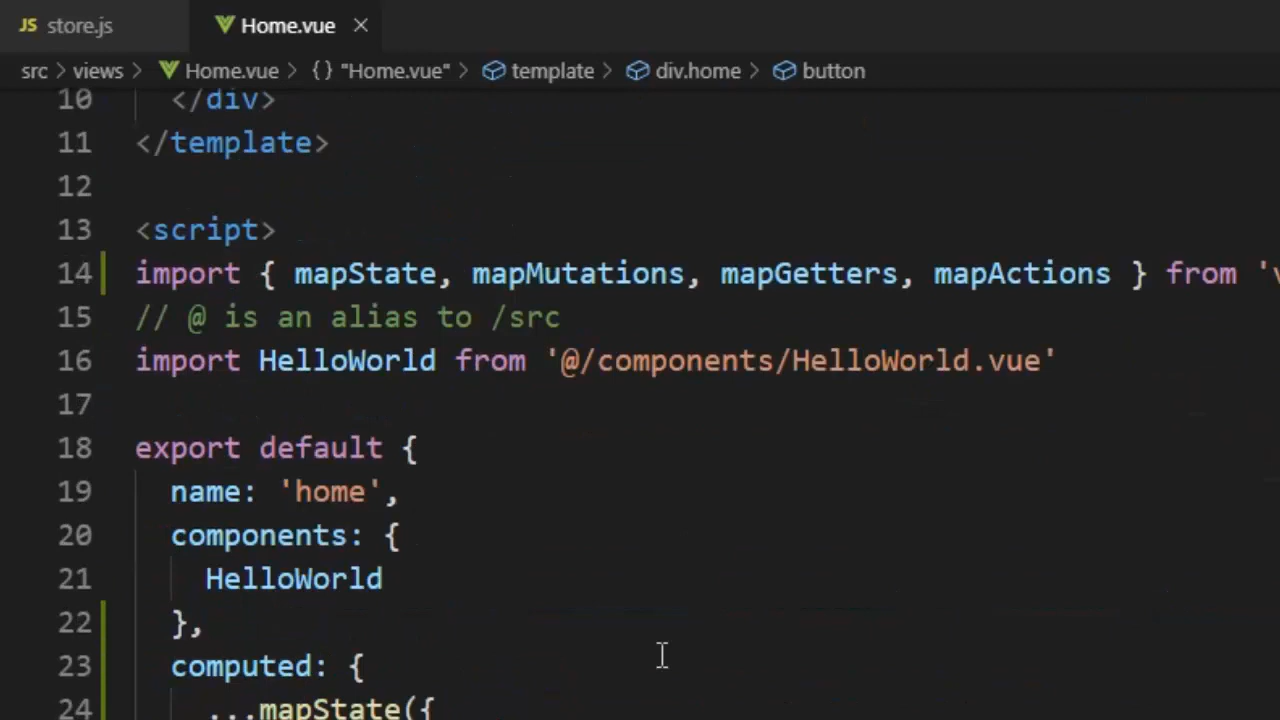 JS store.js Home.vue
src > views > Home.vue > {} "Home.vue" > template > div.home > button
10 </div>
11 </template>
12
13 <script>
14 import { mapState, mapMutations, mapGetters, mapActions } from '
15 // @ is an alias to /src
16 import HelloWorld from '@/components/HelloWorld.vue'
17
18 export default {
19 name: 'home',
20 components: {
21 HelloWorld
22 },
23 computed: {
24 ...mapState({